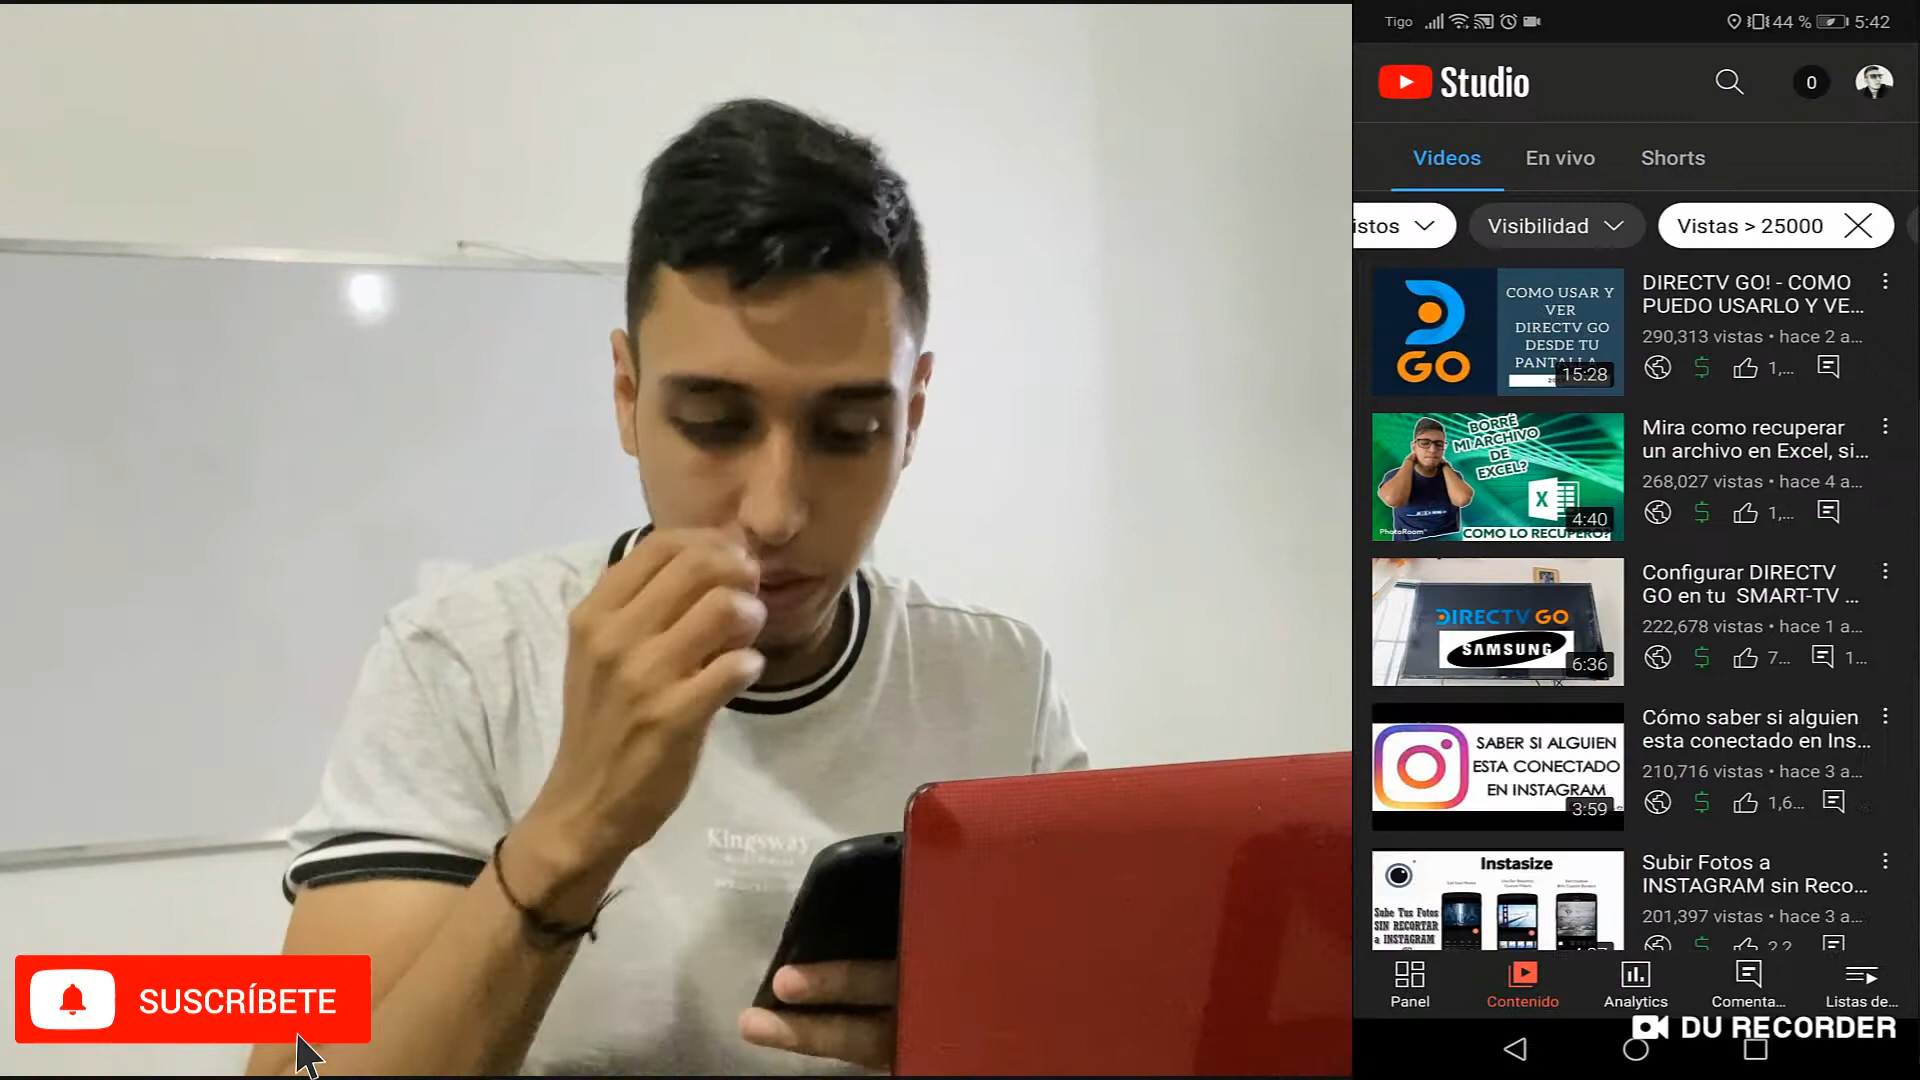 Tigo
44 %
5:42
Studio
0
Videos
En vivo
Shorts
istos
Visibilidad
Vistas > 25000
GO
COMO USAR Y
VER
DIRECTV GO
DESDE TU
PANTALLA
15:28
DIRECTV GO! - COMO
PUEDO USARLO Y VE...
290,313 vistas • hace 2 a...
1,...
BORRÉ
MI ARCHIVO
DE
EXCEL?
X
PhotoRoom
4:40
COMO LO RECUPERO?
Mira como recuperar
un archivo en Excel, si...
268,027 vistas • hace 4 a...
1,...
DIRECTV GO
SAMSUNG
6:36
Configurar DIRECTV
GO en tu SMART-TV ...
222,678 vistas • hace 1 a...
7...
1...
SABER SI ALGUIEN
ESTA CONECTADO
EN INSTAGRAM
3:59
Cómo saber si alguien
esta conectado en Ins...
210,716 vistas • hace 3 a...
1,6...
Instasize
Sube Tus Fotos
SIN RECORTAR
a INSTAGRAM
Subir Fotos a
INSTAGRAM sin Reco...
201,397 vistas • hace 3 a...
Panel
Contenido
Analytics
Comenta...
Listas de...
DU RECORDER
Kingsway
SUSCRÍBETE